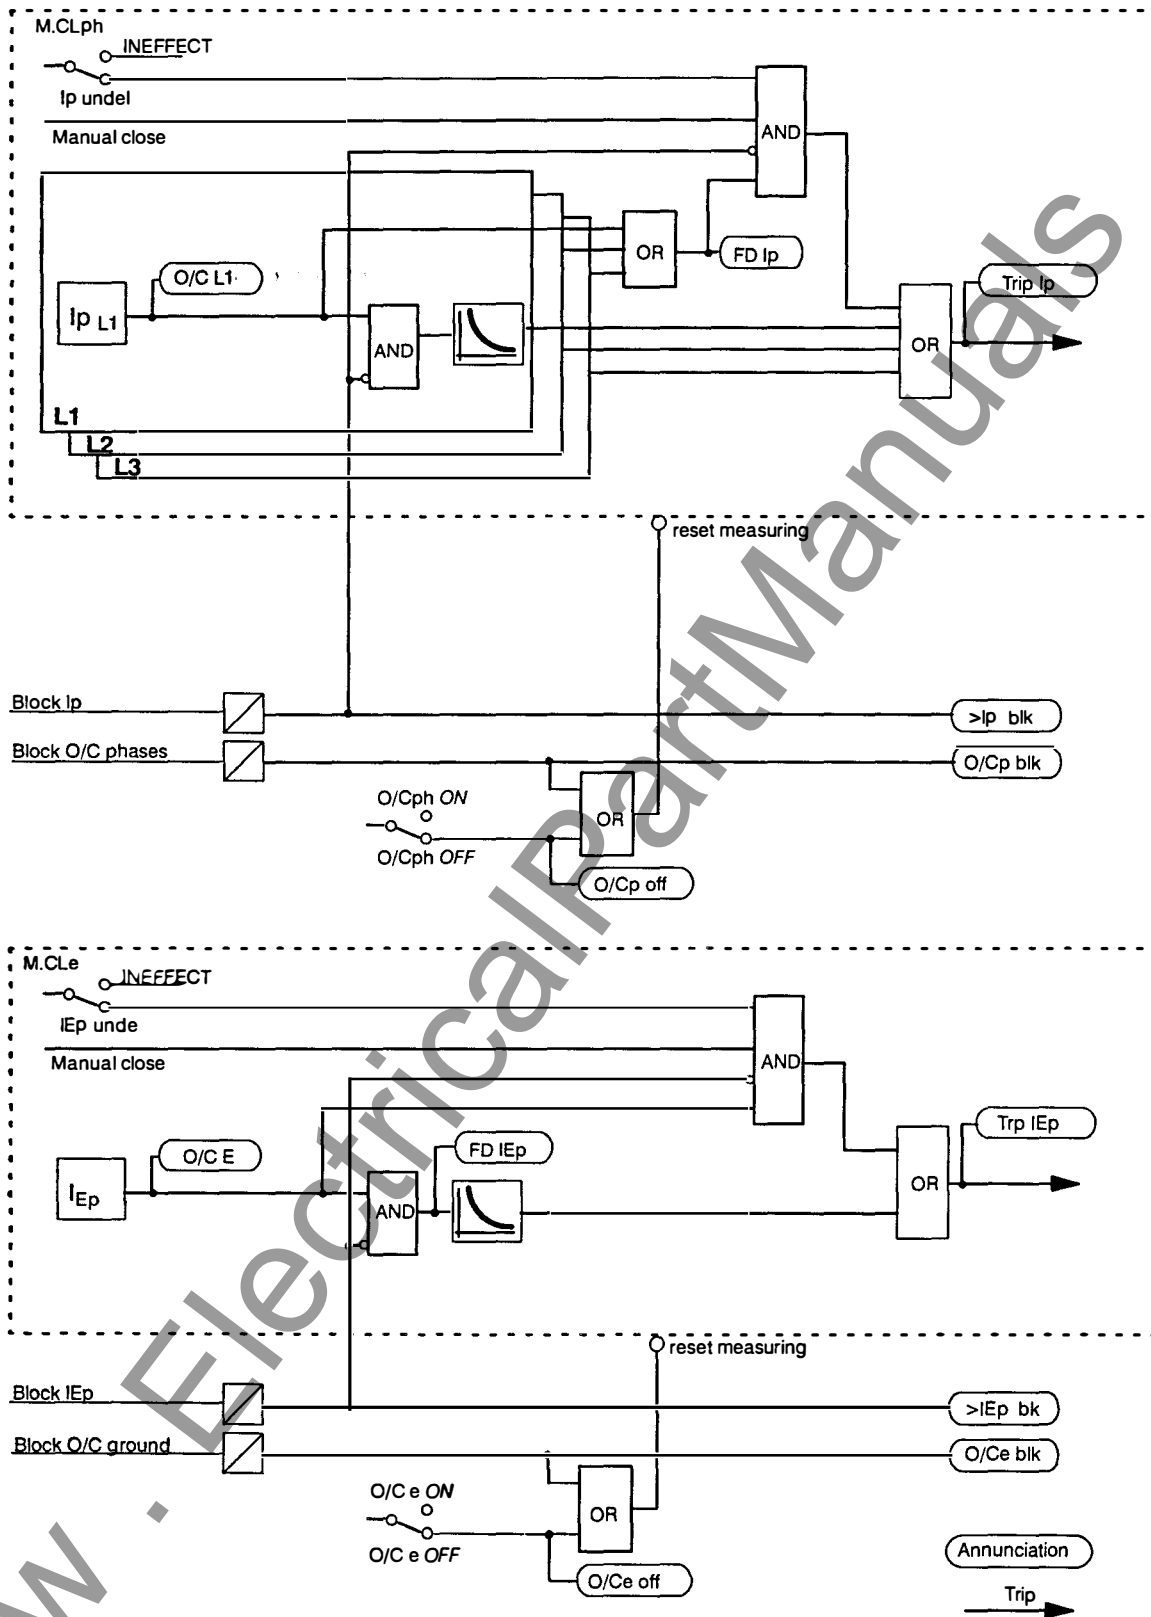 M.CLph
INEFFECT
Ip undel
Manual close
AND
OR
FD Ip
O/C L1
Ip L1
AND
Trip Ip
OR
L1
L2
L3
reset measuring
Block Ip
>Ip blk
Block O/C phases
O/Cp blk
O/Cph ON
OR
O/Cph OFF
O/Cp off
M.CLe
INEFFECT
IEp unde
Manual close
AND
Trp IEp
O/C E
FD IEp
IEp
AND
OR
reset measuring
Block IEp
>IEp bk
Block O/C ground
O/Ce blk
O/C e ON
OR
O/C e OFF
O/Ce off
Annunciation
Trip
w . ElectricalPartManuals